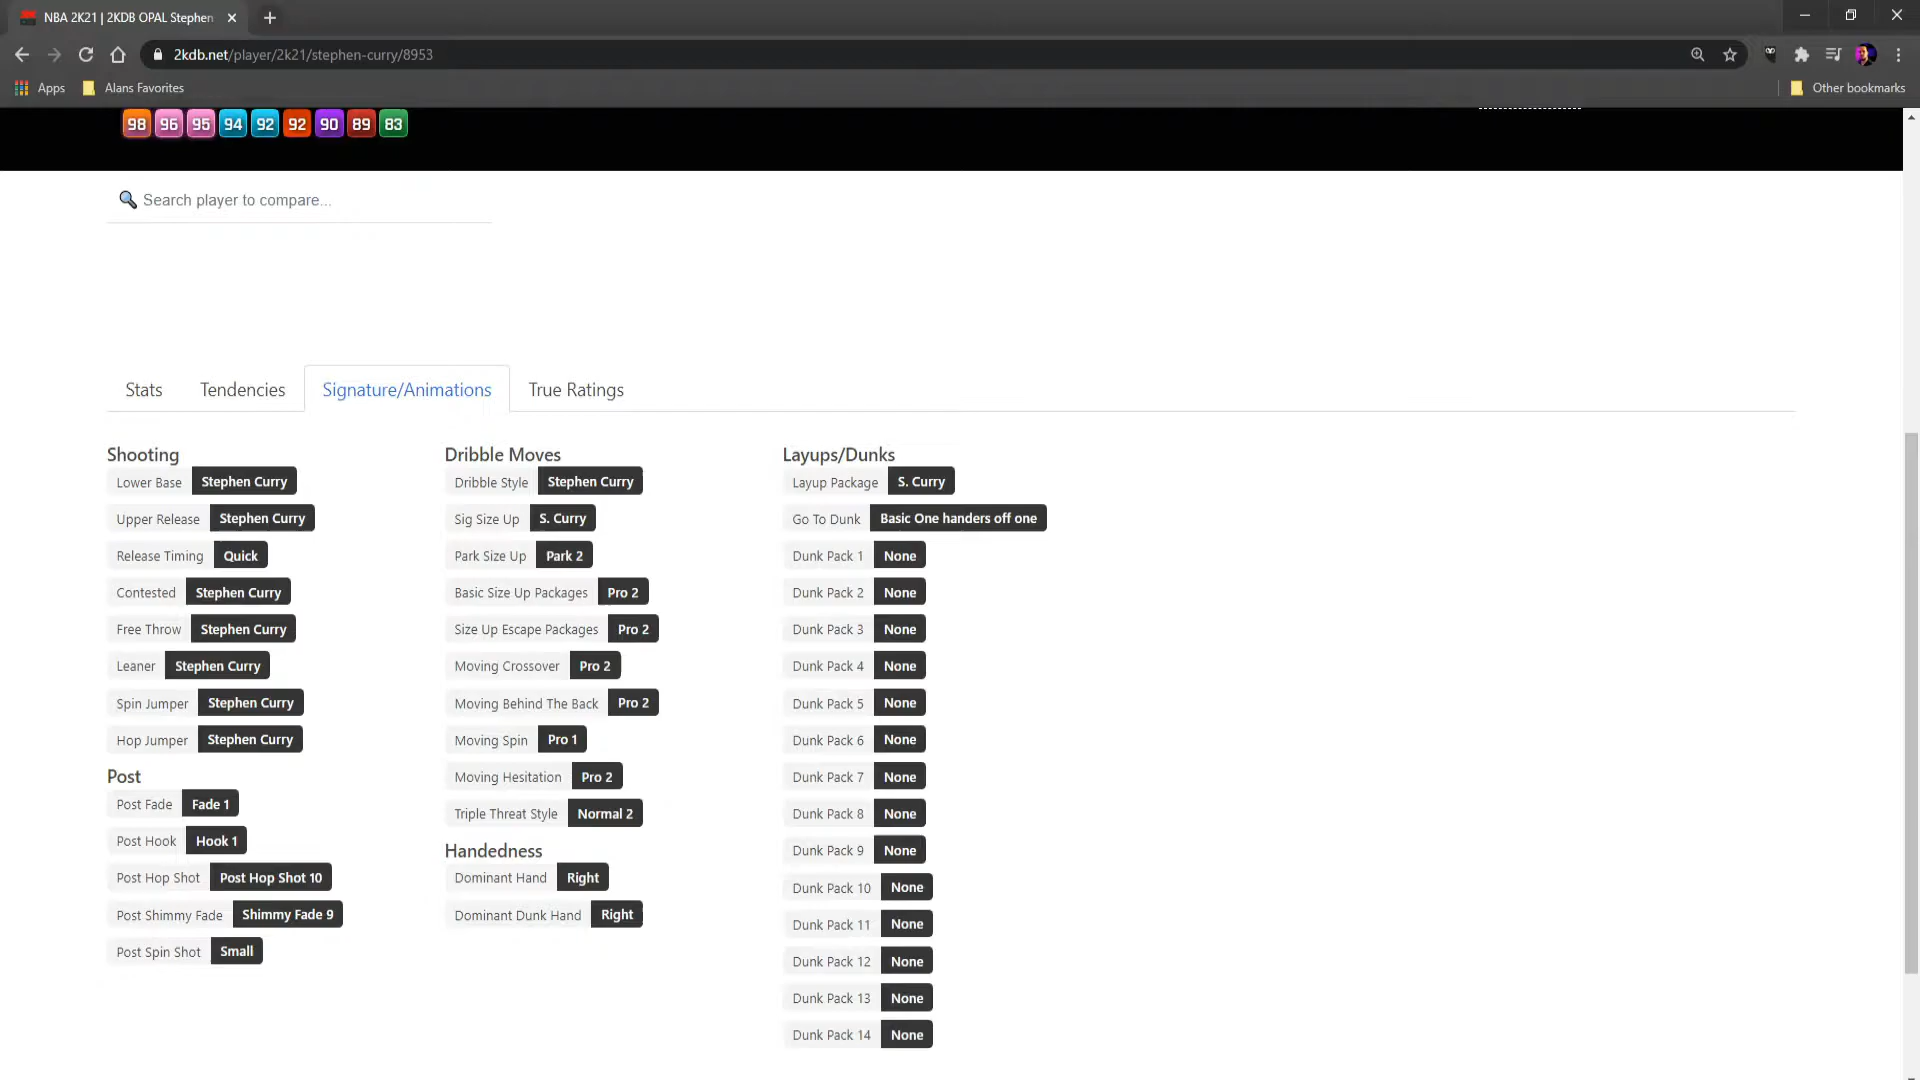 NBA 2K21 | 2KDB OPAL Stephen
2kdb.net/player/2k21/stephen-curry/8953
Apps Alans Favorites Other bookmarks
98 96 95 94 92 92 90 89 83
Search player to compare...
Stats Tendencies Signature/Animations True Ratings
Shooting
Lower Base Stephen Curry
Upper Release Stephen Curry
Release Timing Quick
Contested Stephen Curry
Free Throw Stephen Curry
Leaner Stephen Curry
Spin Jumper Stephen Curry
Hop Jumper Stephen Curry
Post
Post Fade Fade 1
Post Hook Hook 1
Post Hop Shot Post Hop Shot 10
Post Shimmy Fade Shimmy Fade 9
Post Spin Shot Small
Dribble Moves
Dribble Style Stephen Curry
Sig Size Up S. Curry
Park Size Up Park 2
Basic Size Up Packages Pro 2
Size Up Escape Packages Pro 2
Moving Crossover Pro 2
Moving Behind The Back Pro 2
Moving Spin Pro 1
Moving Hesitation Pro 2
Triple Threat Style Normal 2
Handedness
Dominant Hand Right
Dominant Dunk Hand Right
Layups/Dunks
Layup Package S. Curry
Go To Dunk Basic One handers off one
Dunk Pack 1 None
Dunk Pack 2 None
Dunk Pack 3 None
Dunk Pack 4 None
Dunk Pack 5 None
Dunk Pack 6 None
Dunk Pack 7 None
Dunk Pack 8 None
Dunk Pack 9 None
Dunk Pack 10 None
Dunk Pack 11 None
Dunk Pack 12 None
Dunk Pack 13 None
Dunk Pack 14 None